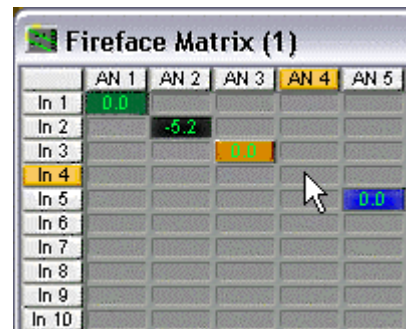 Fireface Matrix (1)
AN 1 AN 2 AN 3 AN 4 AN 5
In 1 0.0
In 2 -5.2
In 3 0.0
In 4
In 5 0.0
In 6
In 7
In 8
In 9
In 10